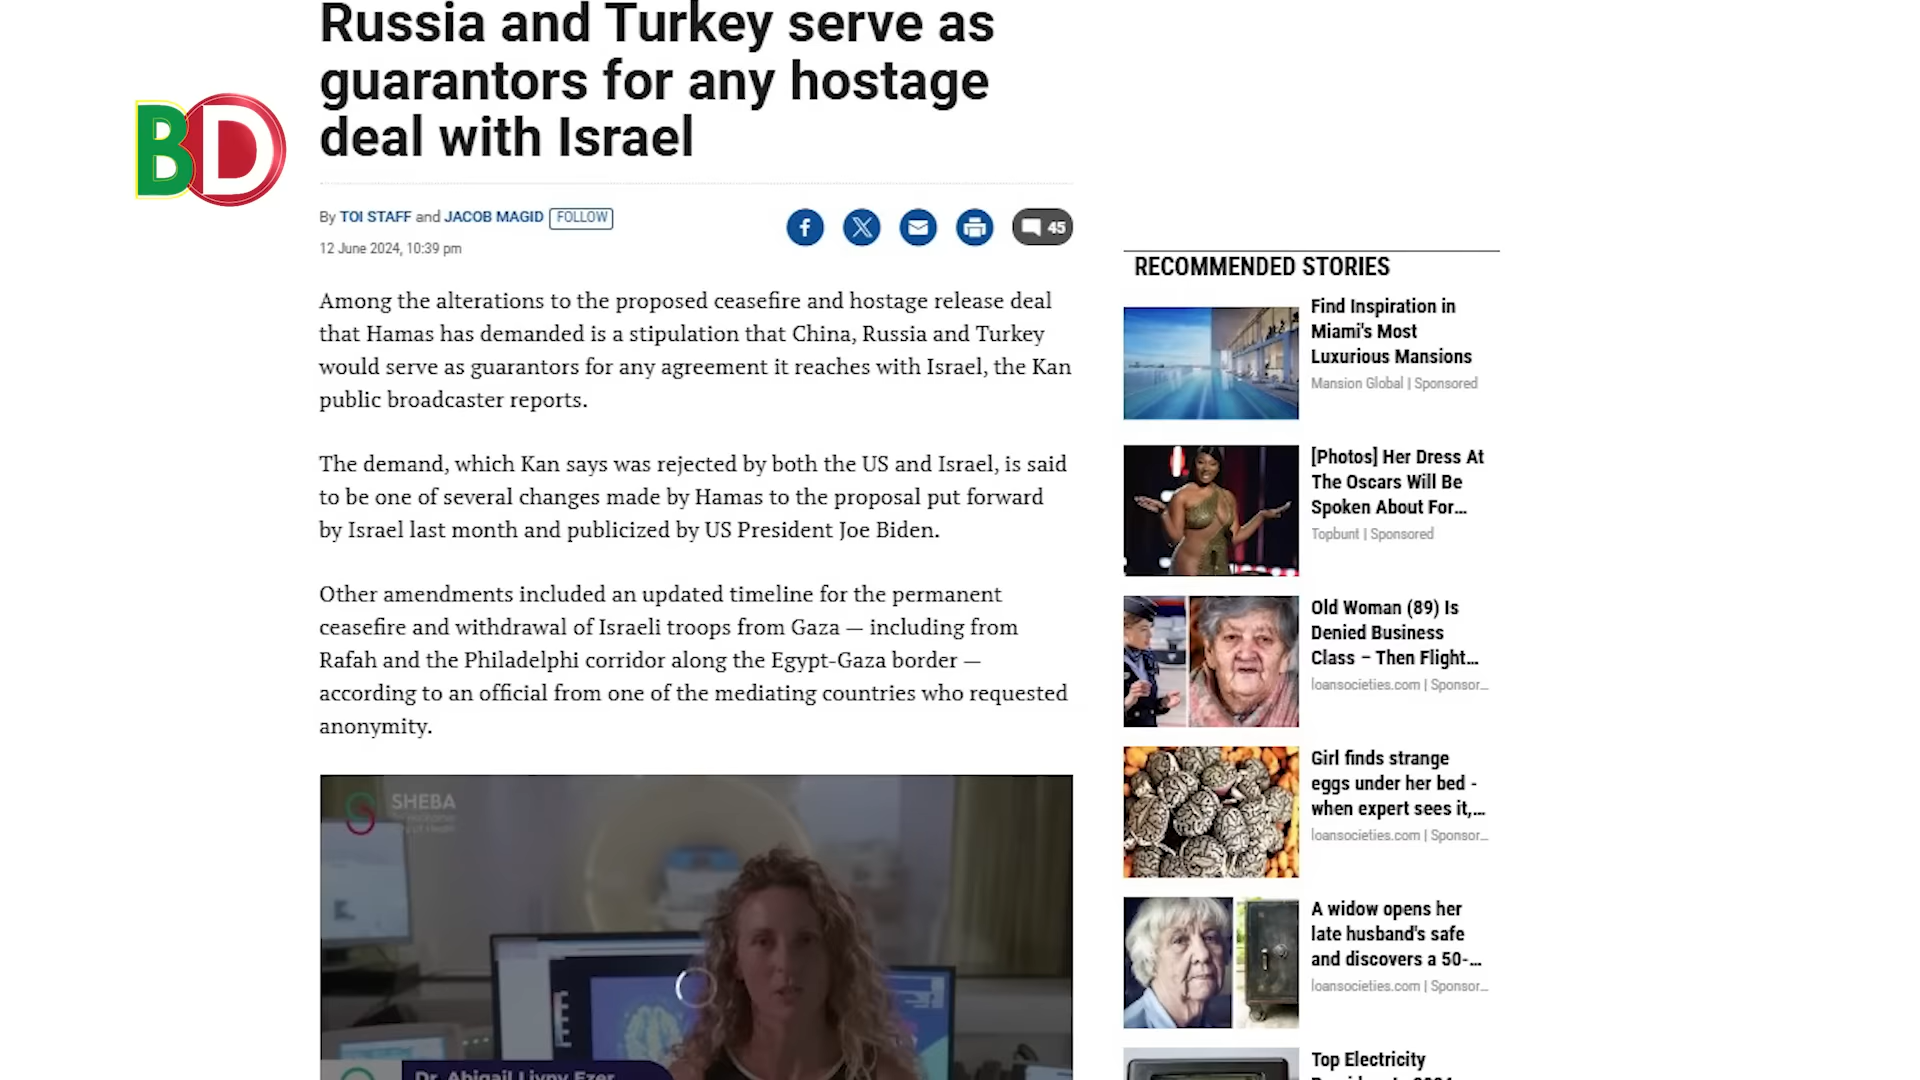 Russia and Turkey serve as
guarantors for any hostage
deal with Israel
BD
By TOI STAFF and JACOB MAGID FOLLOW
12 June 2024, 10:39 pm
45
Among the alterations to the proposed ceasefire and hostage release deal
that Hamas has demanded is a stipulation that China, Russia and Turkey
would serve as guarantors for any agreement it reaches with Israel, the Kan
public broadcaster reports.
The demand, which Kan says was rejected by both the US and Israel, is said
to be one of several changes made by Hamas to the proposal put forward
by Israel last month and publicized by US President Joe Biden.
Other amendments included an updated timeline for the permanent
ceasefire and withdrawal of Israeli troops from Gaza — including from
Rafah and the Philadelphi corridor along the Egypt-Gaza border —
according to an official from one of the mediating countries who requested
anonymity.
SHEBA
Dr. Abigail Livny Ezer
RECOMMENDED STORIES
Find Inspiration in
Miami's Most
Luxurious Mansions
Mansion Global | Sponsored
[Photos] Her Dress At
The Oscars Will Be
Spoken About For...
Topbunt | Sponsored
Old Woman (89) Is
Denied Business
Class – Then Flight...
loansocieties.com | Sponsor...
Girl finds strange
eggs under her bed -
when expert sees it,...
loansocieties.com | Sponsor...
A widow opens her
late husband's safe
and discovers a 50-...
loansocieties.com | Sponsor...
Top Electricity